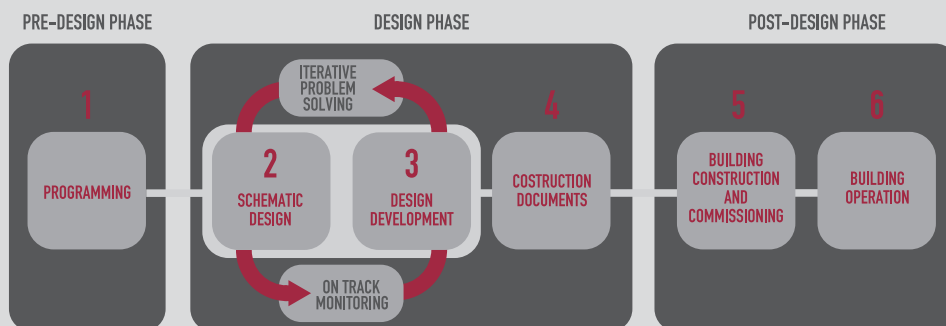 PRE-DESIGN PHASE
DESIGN PHASE
POST-DESIGN PHASE
ITERATIVE
PROBLEM
SOLVING
1
PROGRAMMING
2
SCHEMATIC
DESIGN
3
DESIGN
DEVELOPMENT
4
COSTRUCTION
DOCUMENTS
5
BUILDING
CONSTRUCTION
AND
COMMISSIONING
6
BUILDING
OPERATION
ON TRACK
MONITORING